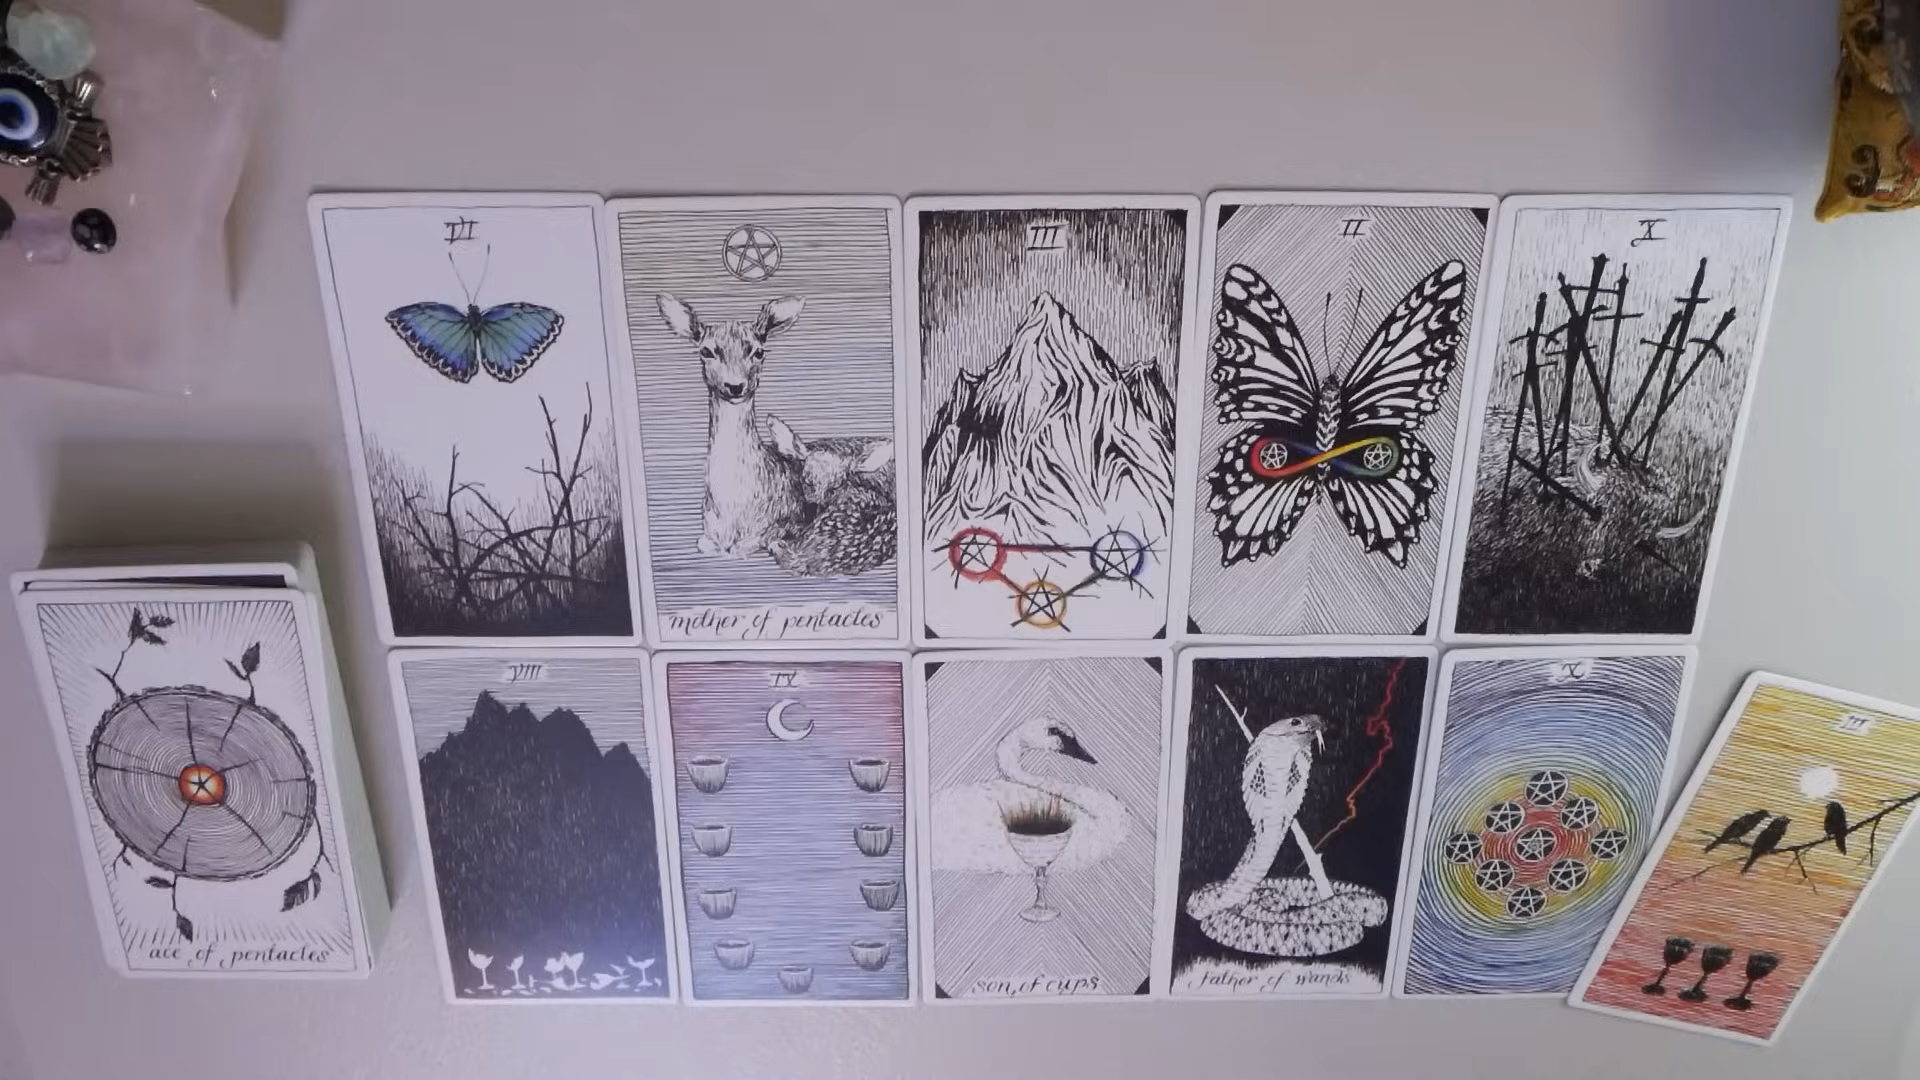 VI
mother of pentacles
III
II
X
ace of pentacles
VIII
IX
son of cups
father of wands
X
III